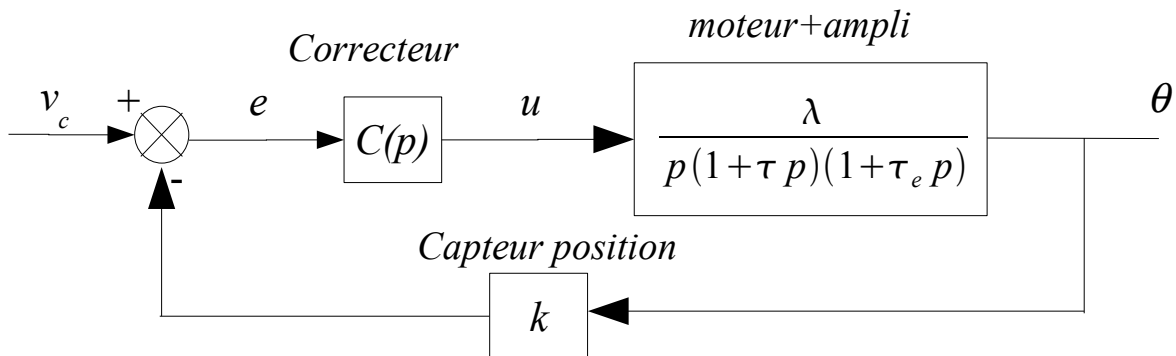 moteur+ampli
Correcteur
v_c + e C(p) u λ / p(1+τ p)(1+τ_e p) θ
-
Capteur position
k